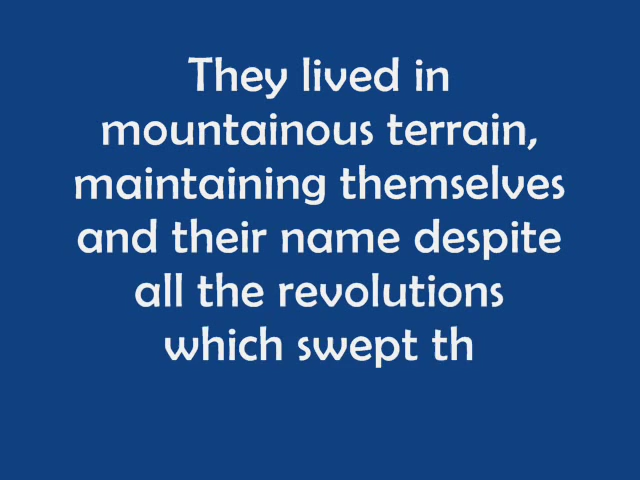 They lived in
mountainous terrain,
maintaining themselves
and their name despite
all the revolutions
which swept th